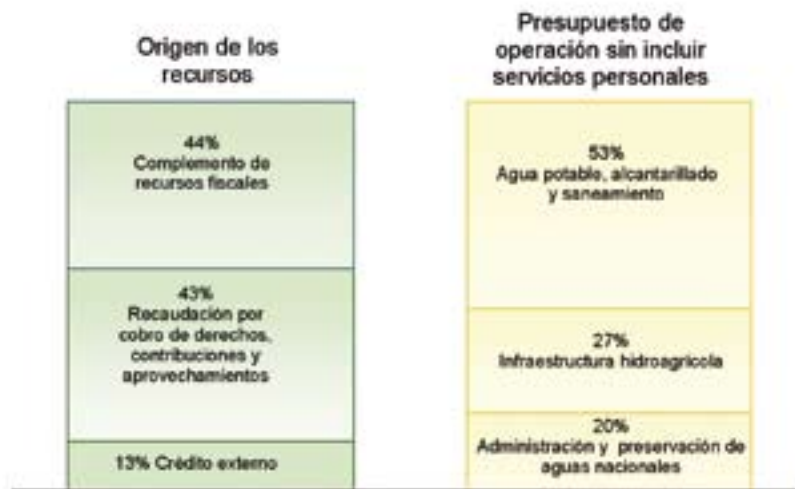 Origen de los
recursos
44%
Complemento de
recursos fiscales
43%
Recaudación por
cobro de derechos,
contribuciones y
aprovechamientos
13% Crédito externo
Presupuesto de
operación sin incluir
servicios personales
53%
Agua potable, alcantarillado
y saneamiento
27%
Infraestructura hidroagrícola
20%
Administración y preservación de
aguas nacionales